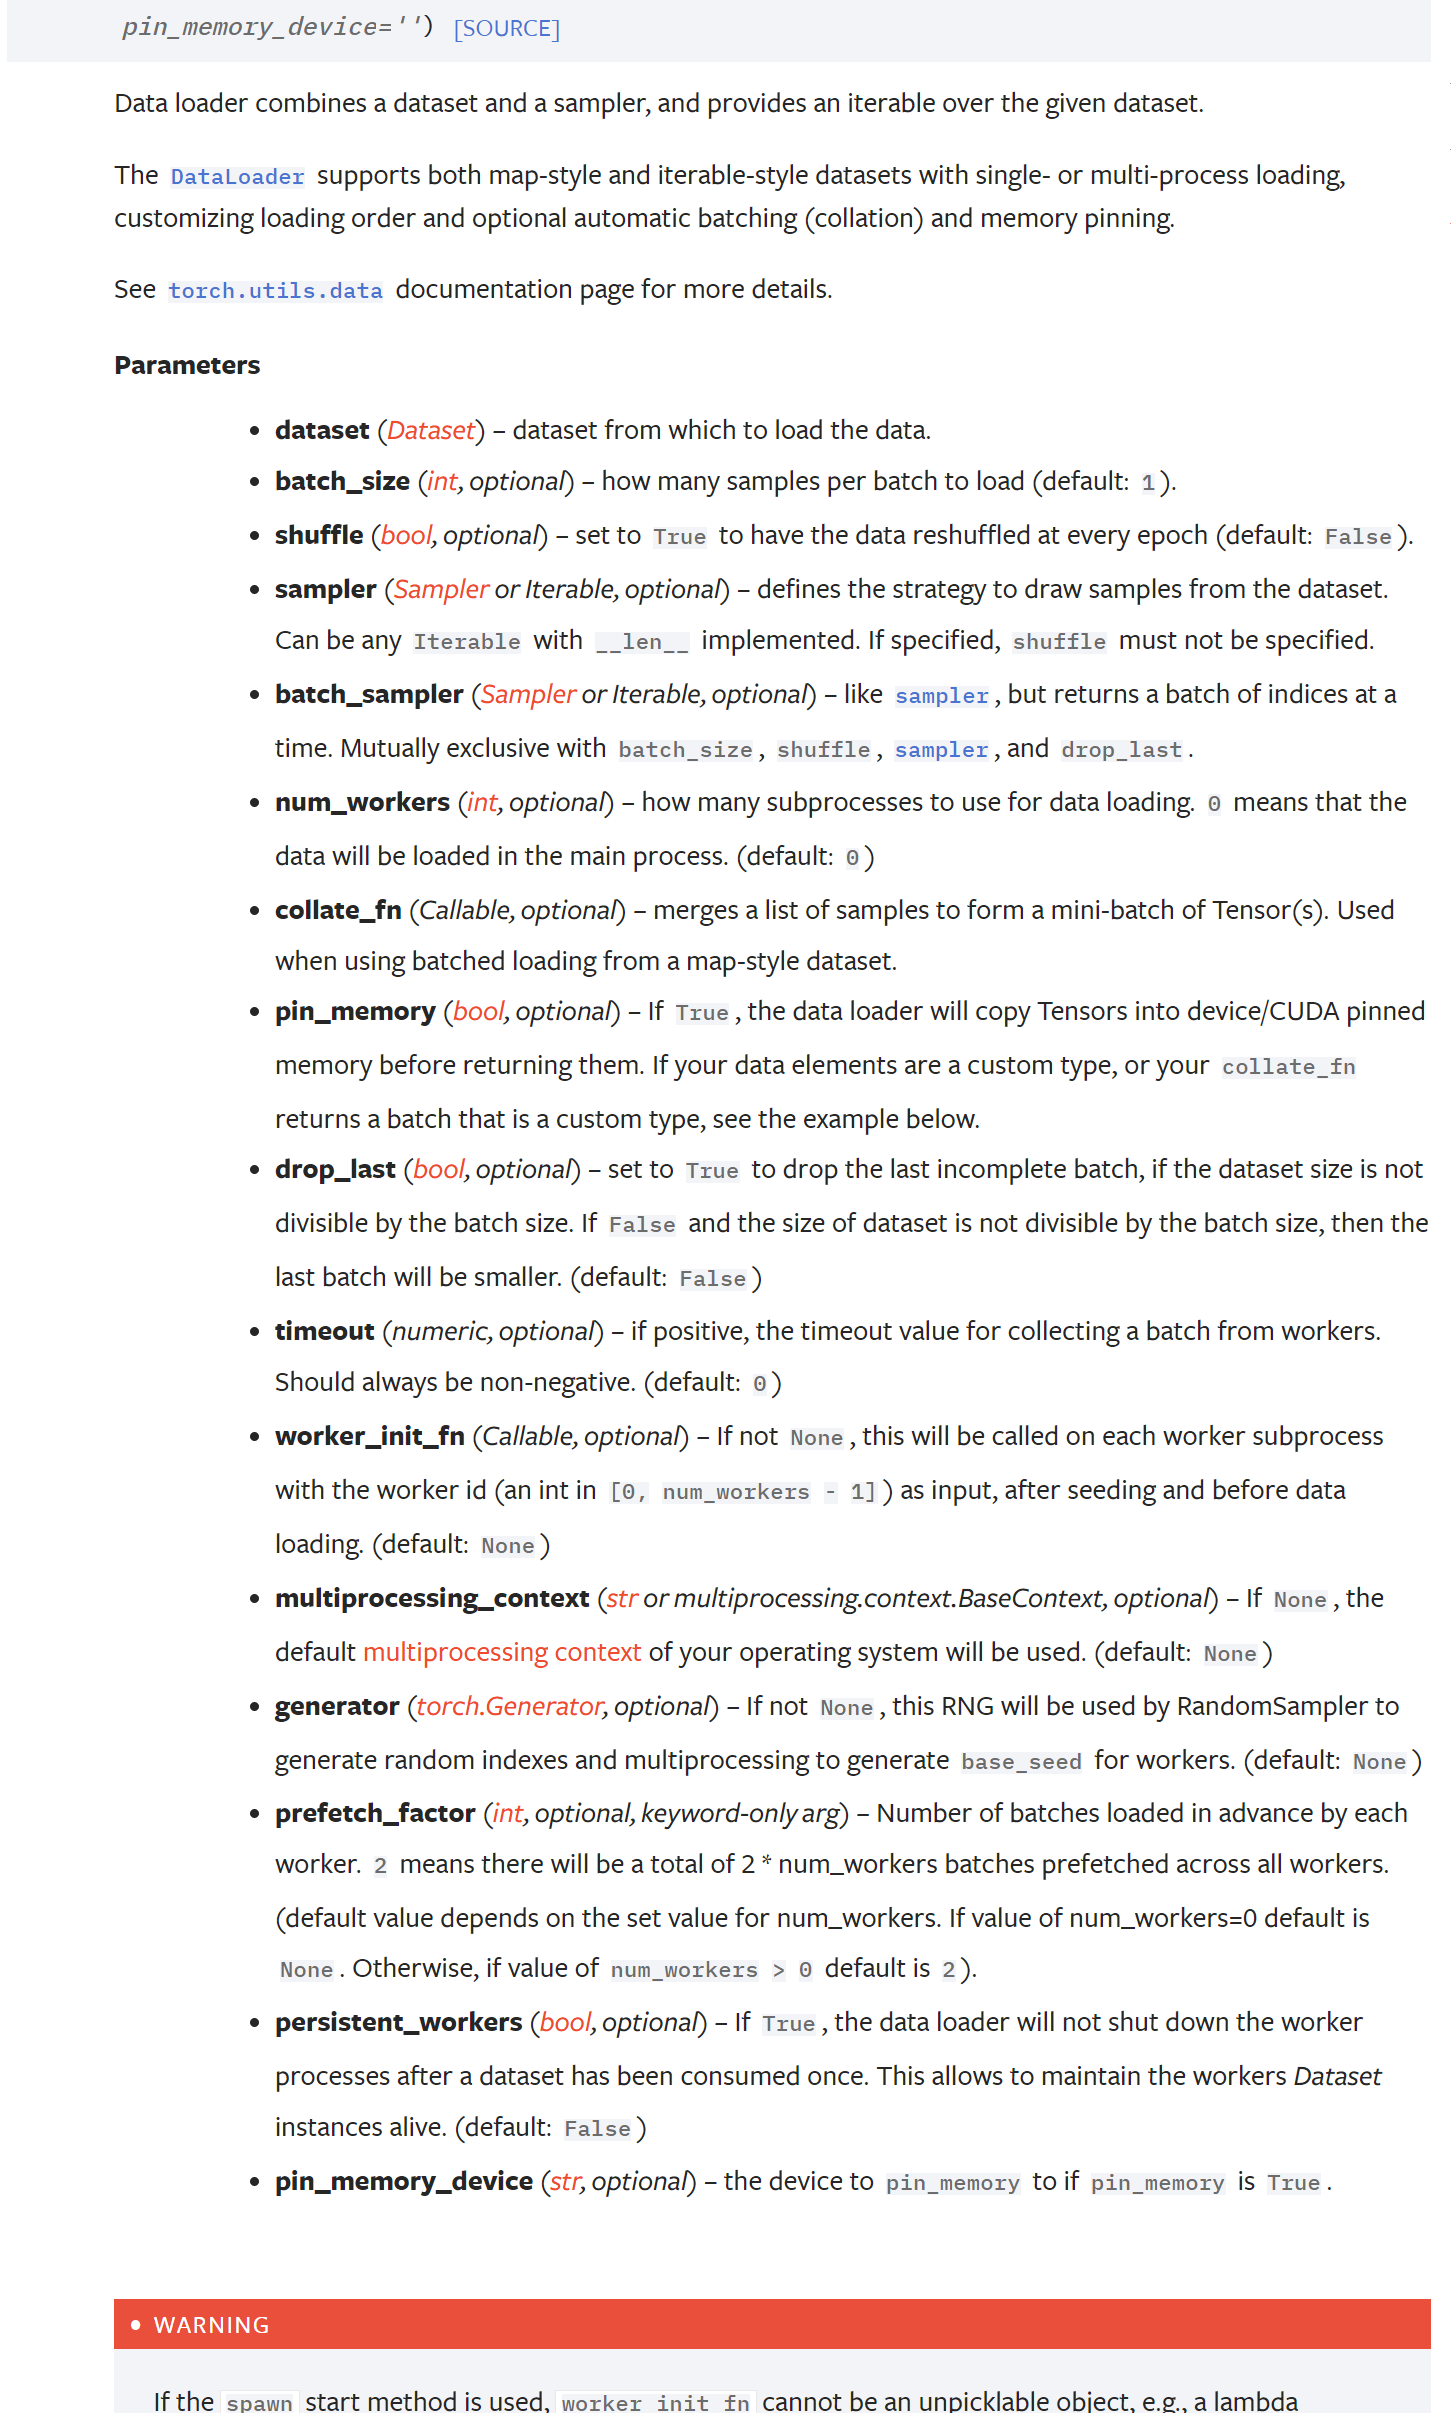 pin_memory_device='') [SOURCE]
Data loader combines a dataset and a sampler, and provides an iterable over the given dataset.
The DataLoader supports both map-style and iterable-style datasets with single- or multi-process loading,
customizing loading order and optional automatic batching (collation) and memory pinning.
See torch.utils.data documentation page for more details.
Parameters
• dataset (Dataset) – dataset from which to load the data.
• batch_size (int, optional) – how many samples per batch to load (default: 1).
• shuffle (bool, optional) – set to True to have the data reshuffled at every epoch (default: False).
• sampler (Sampler or Iterable, optional) – defines the strategy to draw samples from the dataset.
Can be any Iterable with __len__ implemented. If specified, shuffle must not be specified.
• batch_sampler (Sampler or Iterable, optional) – like sampler, but returns a batch of indices at a
time. Mutually exclusive with batch_size, shuffle, sampler, and drop_last.
• num_workers (int, optional) – how many subprocesses to use for data loading. 0 means that the
data will be loaded in the main process. (default: 0)
• collate_fn (Callable, optional) – merges a list of samples to form a mini-batch of Tensor(s). Used
when using batched loading from a map-style dataset.
• pin_memory (bool, optional) – If True, the data loader will copy Tensors into device/CUDA pinned
memory before returning them. If your data elements are a custom type, or your collate_fn
returns a batch that is a custom type, see the example below.
• drop_last (bool, optional) – set to True to drop the last incomplete batch, if the dataset size is not
divisible by the batch size. If False and the size of dataset is not divisible by the batch size, then the
last batch will be smaller. (default: False)
• timeout (numeric, optional) – if positive, the timeout value for collecting a batch from workers.
Should always be non-negative. (default: 0)
• worker_init_fn (Callable, optional) – If not None, this will be called on each worker subprocess
with the worker id (an int in [0, num_workers - 1]) as input, after seeding and before data
loading. (default: None)
• multiprocessing_context (str or multiprocessing.context.BaseContext, optional) – If None, the
default multiprocessing context of your operating system will be used. (default: None)
• generator (torch.Generator, optional) – If not None, this RNG will be used by RandomSampler to
generate random indexes and multiprocessing to generate base_seed for workers. (default: None)
• prefetch_factor (int, optional, keyword-only arg) – Number of batches loaded in advance by each
worker. 2 means there will be a total of 2 * num_workers batches prefetched across all workers.
(default value depends on the set value for num_workers. If value of num_workers=0 default is
None. Otherwise, if value of num_workers > 0 default is 2).
• persistent_workers (bool, optional) – If True, the data loader will not shut down the worker
processes after a dataset has been consumed once. This allows to maintain the workers Dataset
instances alive. (default: False)
• pin_memory_device (str, optional) – the device to pin_memory to if pin_memory is True.
• WARNING
If the spawn start method is used, worker_init_fn cannot be an unpicklable object, e.g., a lambda